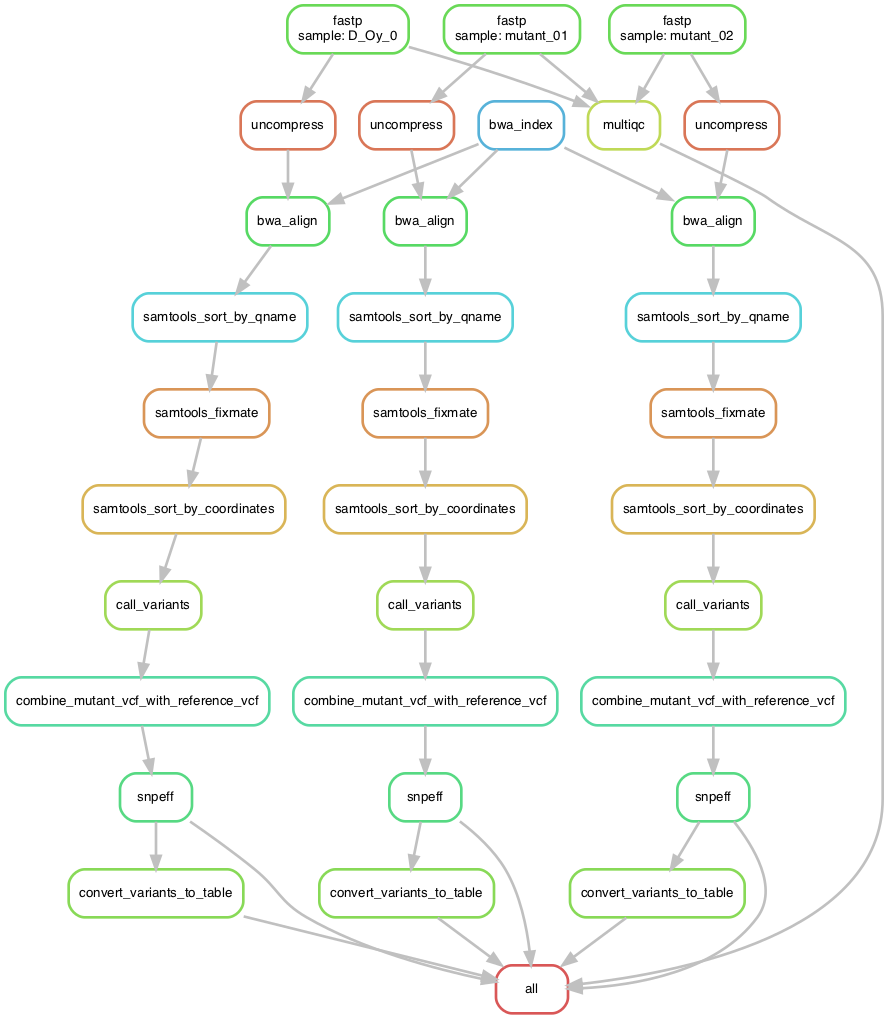 fastp
sample: D_Oy_0
fastp
sample: mutant_01
fastp
sample: mutant_02
uncompress
uncompress
bwa_index
multiqc
uncompress
bwa_align
bwa_align
bwa_align
samtools_sort_by_qname
samtools_sort_by_qname
samtools_sort_by_qname
samtools_fixmate
samtools_fixmate
samtools_fixmate
samtools_sort_by_coordinates
samtools_sort_by_coordinates
samtools_sort_by_coordinates
call_variants
call_variants
call_variants
combine_mutant_vcf_with_reference_vcf
combine_mutant_vcf_with_reference_vcf
combine_mutant_vcf_with_reference_vcf
snpeff
snpeff
snpeff
convert_variants_to_table
convert_variants_to_table
convert_variants_to_table
all